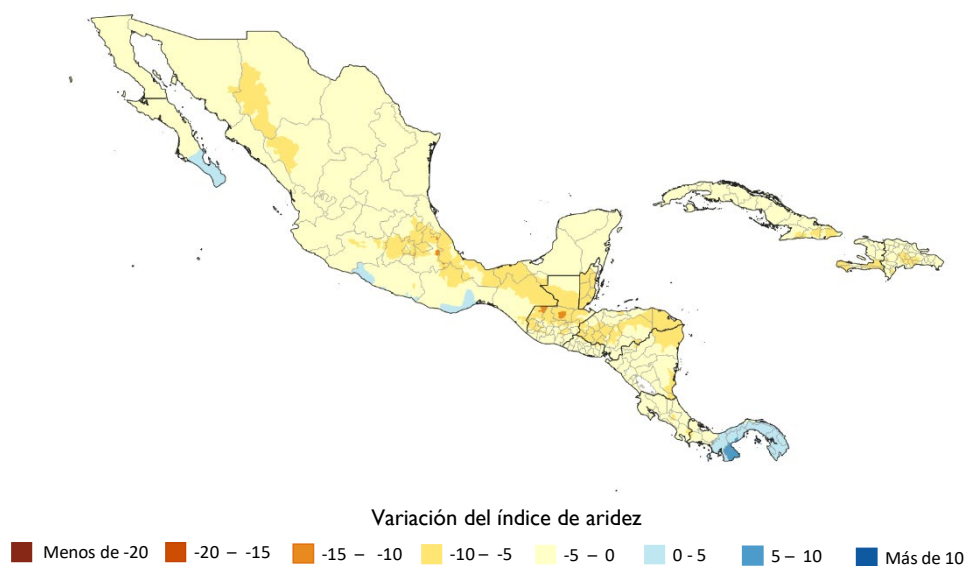 Variación del índice de aridez
Menos de -20 -20 – -15 -15 – -10 -10 – -5 -5 – 0 0 - 5 5 – 10 Más de 10